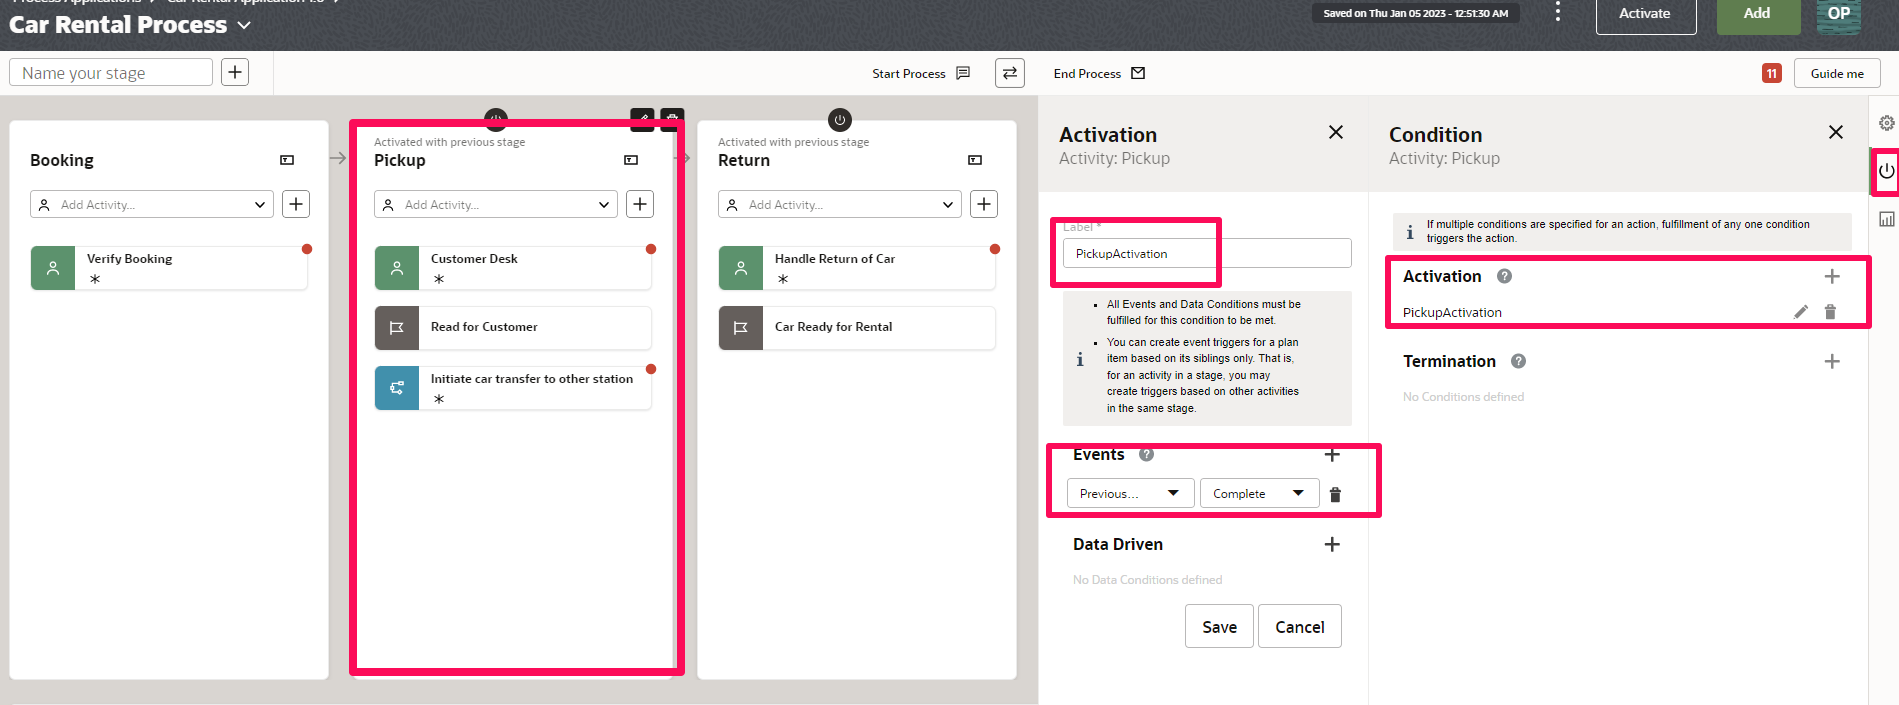 Process Applications
Car Rental Application 1.0
Car Rental Process
Saved on Thu Jan 05 2023 - 12:51:30 AM
Activate
Add
OP
Name your stage
Start Process
End Process
11
Guide me
Booking
Add Activity...
Verify Booking
Activated with previous stage
Pickup
Add Activity...
Customer Desk
Read for Customer
Initiate car transfer to other station
Activated with previous stage
Return
Add Activity...
Handle Return of Car
Car Ready for Rental
Activation
Activity: Pickup
Label *
PickupActivation
All Events and Data Conditions must be
fulfilled for this condition to be met.
You can create event triggers for a plan
item based on its siblings only. That is,
for an activity in a stage, you may
create triggers based on other activities
in the same stage.
Events
Previous...
Complete
Data Driven
No Data Conditions defined
Save
Cancel
Condition
Activity: Pickup
If multiple conditions are specified for an action, fulfillment of any one condition
triggers the action.
Activation
PickupActivation
Termination
No Conditions defined